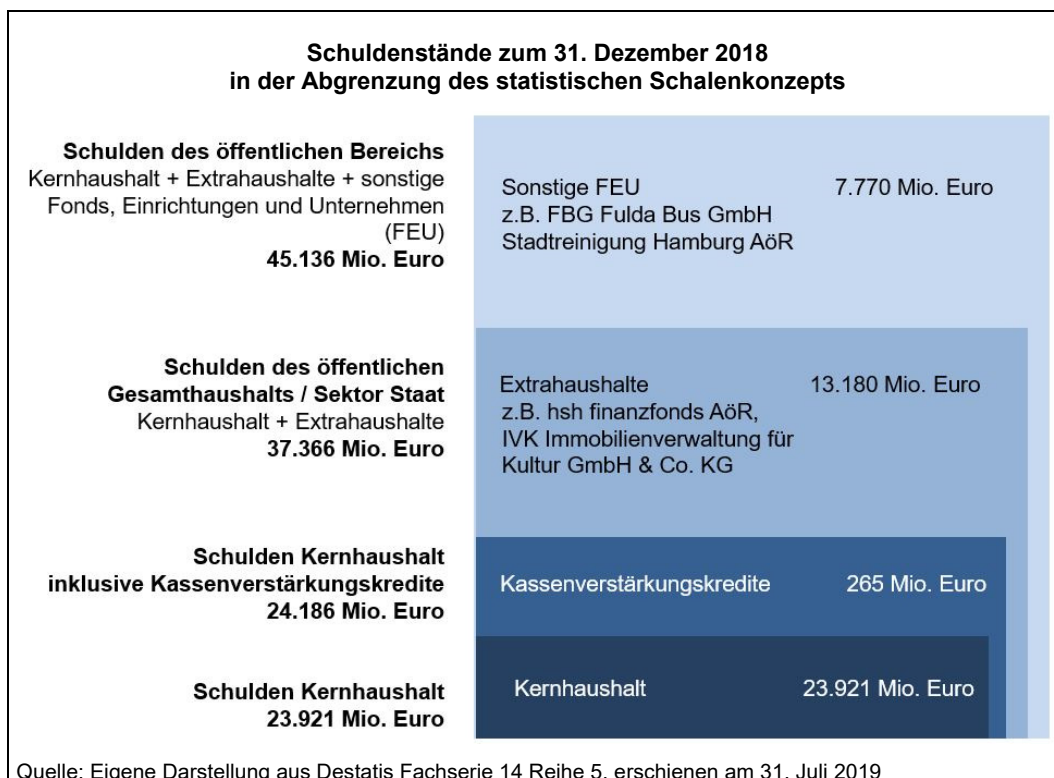 Schuldenstände zum 31. Dezember 2018
in der Abgrenzung des statistischen Schalenkonzepts
Schulden des öffentlichen Bereichs
Kernhaushalt + Extrahaushalte + sonstige
Fonds, Einrichtungen und Unternehmen
(FEU)
45.136 Mio. Euro
Sonstige FEU 7.770 Mio. Euro
z.B. FBG Fulda Bus GmbH
Stadtreinigung Hamburg AöR
Schulden des öffentlichen
Gesamthaushalts / Sektor Staat
Kernhaushalt + Extrahaushalte
37.366 Mio. Euro
Extrahaushalte 13.180 Mio. Euro
z.B. hsh finanzfonds AöR,
IVK Immobilienverwaltung für
Kultur GmbH & Co. KG
Schulden Kernhaushalt
inklusive Kassenverstärkungskredite
24.186 Mio. Euro
Kassenverstärkungskredite 265 Mio. Euro
Schulden Kernhaushalt
23.921 Mio. Euro
Kernhaushalt 23.921 Mio. Euro
Quelle: Eigene Darstellung aus Destatis Fachserie 14 Reihe 5, erschienen am 31. Juli 2019